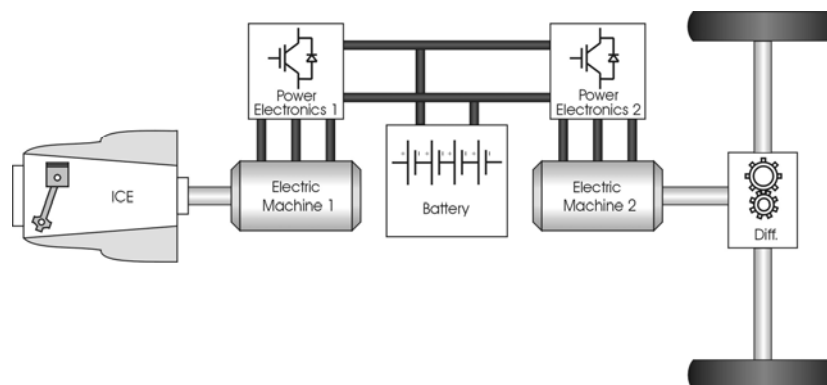 Power
Electronics 1
Power
Electronics 2
ICE
Electric
Machine 1
Battery
Electric
Machine 2
Diff.